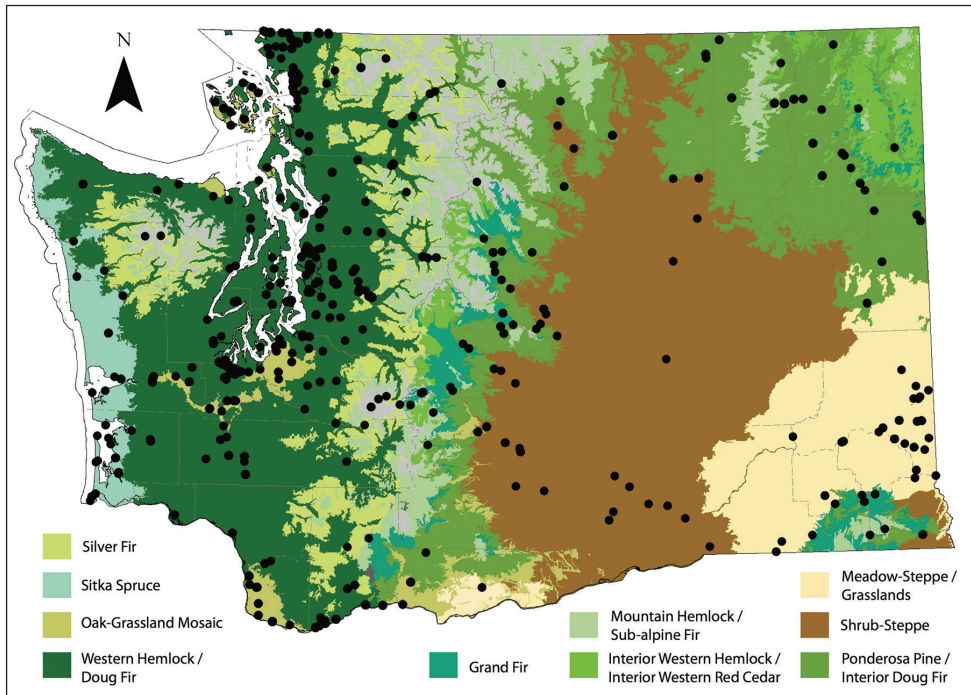 N
Silver Fir
Sitka Spruce
Oak-Grassland Mosaic
Western Hemlock /
Doug Fir
Grand Fir
Mountain Hemlock /
Sub-alpine Fir
Interior Western Hemlock /
Interior Western Red Cedar
Meadow-Steppe /
Grasslands
Shrub-Steppe
Ponderosa Pine /
Interior Doug Fir